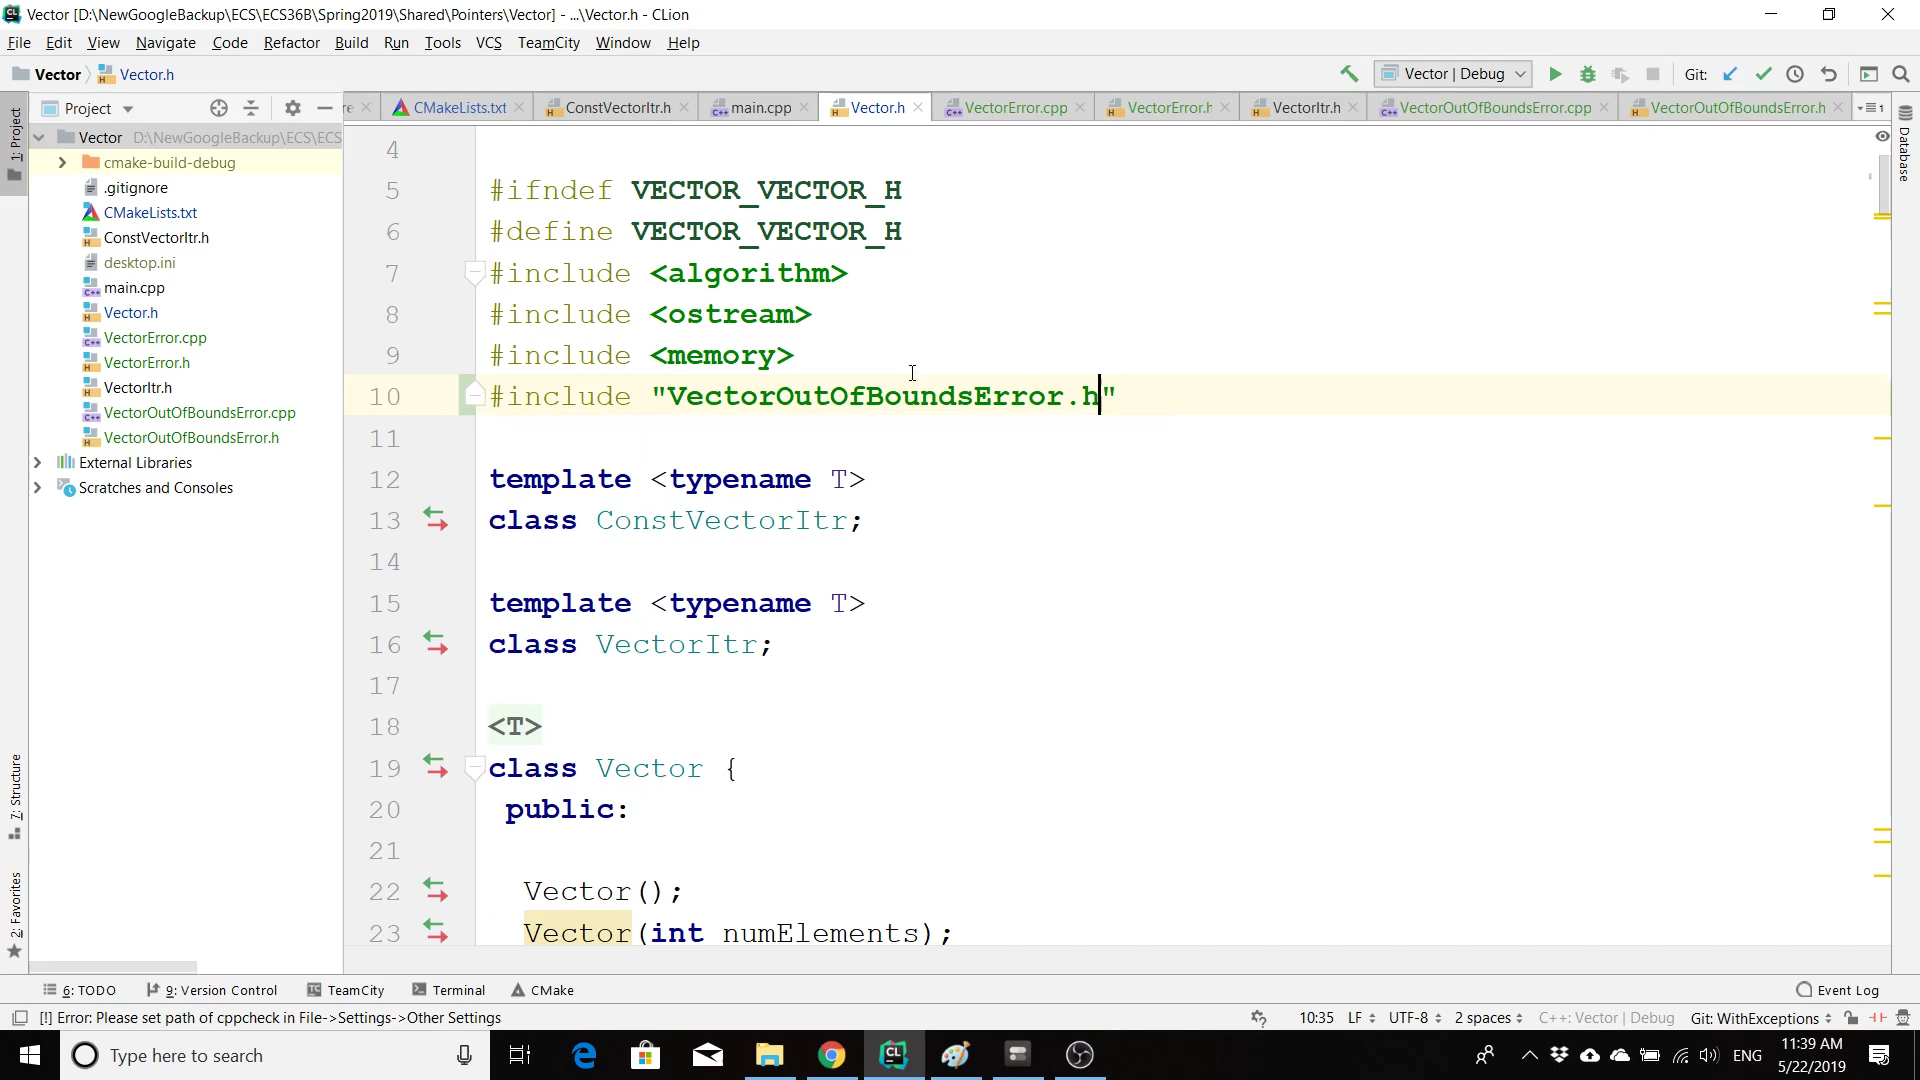 Vector [D:\NewGoogleBackup\ECS\ECS36B\Spring2019\Shared\Pointers\Vector] - ...\Vector.h - CLion
File Edit View Navigate Code Refactor Build Run Tools VCS TeamCity Window Help
Vector Vector.h Vector | Debug Git:
1: Project
Project
CMakeLists.txt ConstVectorItr.h main.cpp Vector.h VectorError.cpp VectorError.h VectorItr.h VectorOutOfBoundsError.cpp VectorOutOfBoundsError.h
Vector D:\NewGoogleBackup\ECS\ECS
cmake-build-debug
.gitignore
CMakeLists.txt
ConstVectorItr.h
desktop.ini
main.cpp
Vector.h
VectorError.cpp
VectorError.h
VectorItr.h
VectorOutOfBoundsError.cpp
VectorOutOfBoundsError.h
External Libraries
Scratches and Consoles
4
5 #ifndef VECTOR_VECTOR_H
6 #define VECTOR_VECTOR_H
7 #include <algorithm>
8 #include <ostream>
9 #include <memory>
10 #include "VectorOutOfBoundsError.h"
11
12 template <typename T>
13 class ConstVectorItr;
14
15 template <typename T>
16 class VectorItr;
17
18 <T>
19 class Vector {
20 public:
21
22 Vector();
23 Vector(int numElements);
Database
7: Structure
2: Favorites
6: TODO 9: Version Control TeamCity Terminal CMake Event Log
[!] Error: Please set path of cppcheck in File->Settings->Other Settings 10:35 LF UTF-8 2 spaces C++: Vector | Debug Git: WithExceptions
Type here to search ENG 11:39 AM
5/22/2019